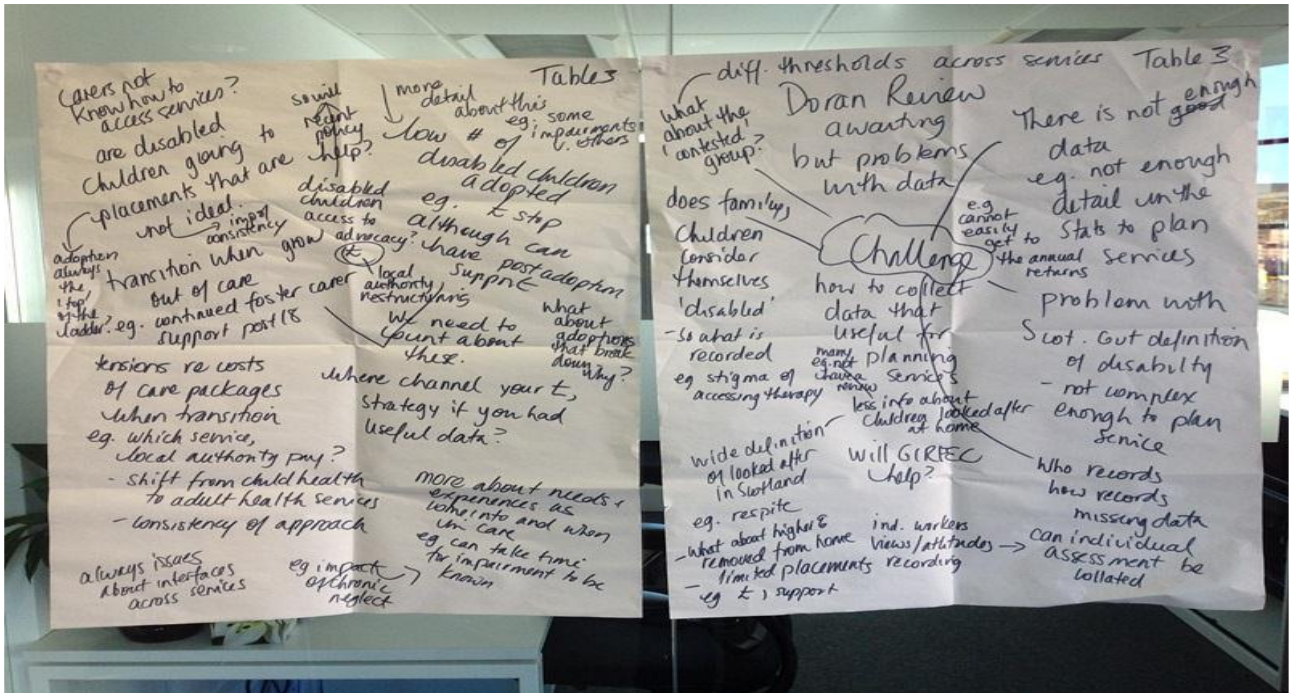 Table 3
carers not
know how to
access services?
are disabled
children going to
placements that are
not ideal.
import
consistency
adoption
always
the
'top'
of the
ladder?
transition when grow
out of care
eg. continued foster carer
support post 18
tensions re costs
of care packages
when transition
eg. which service,
local authority pay?
- shift from child health
to adult health services
- consistency of approach
always issues
about interfaces
across services
so will
recent
policy
help?
disabled
children
access to
advocacy?
£
local
authority
restructuring
we need to
count about
these.
more
detail
about this
eg. some
impairments
v. others
low # of
disabled children
adopted
eg. £ stop
although can
have post adoption
support
what
about
adoptions
that break
down
why?
where channel your £,
strategy if you had
useful data?
more about needs +
experiences as
come into and when
in care
eg can take time
for impairment to be
known
eg impact
of chronic
neglect
Table 3
diff. thresholds across services
what
about the
'contested'
group?
Doran Review
awaiting
but problems
with data
There is not good enough
data
eg. not enough
detail in the
stats to plan
services
e.g
cannot
easily
get to
the annual
returns
does family,
children
consider
themselves
'disabled'
- so what is
recorded
eg stigma of
accessing therapy
Challenge
how to collect
data that
useful for
planning
services
many
eg. not
have a
review
less info about
children looked after
at home
problem with
Scot. Gov definition
of disability
- not complex
enough to plan
service
wide definition
of looked after
in Scotland
eg. respite
will GIRFEC
help?
- what about higher &
removed from home
- limited placements
eg £, support
ind. workers
views/attitudes
recording
who records
how records
missing data
can individual
assessment be
collated